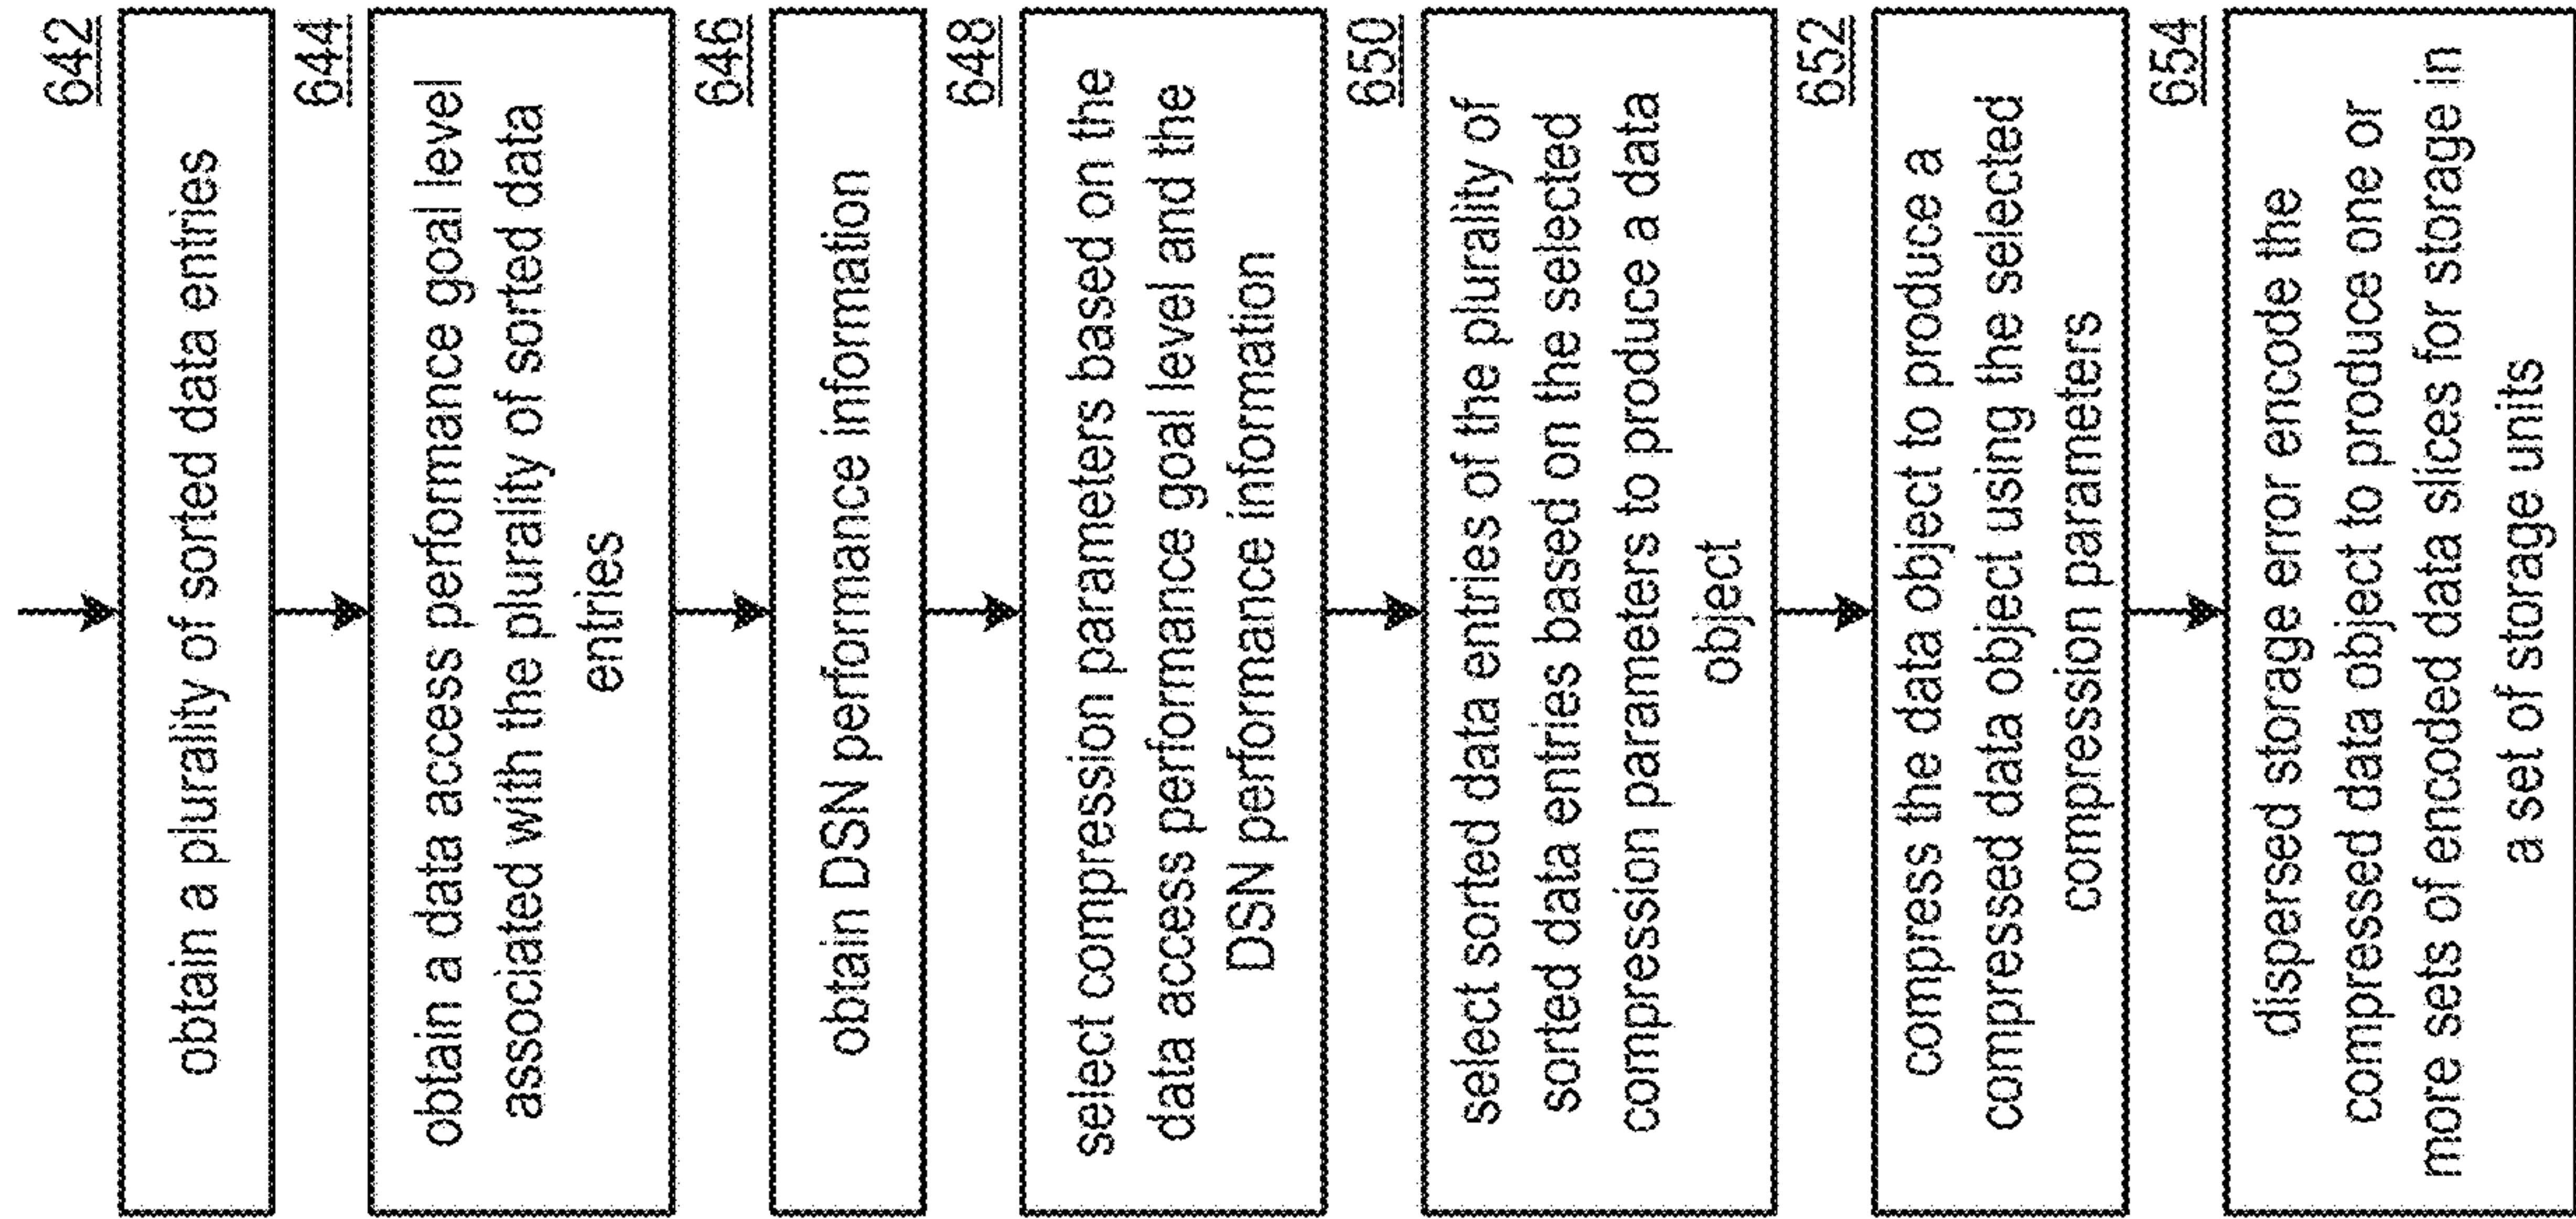 642
obtain a plurality of sorted data entries
644
obtain a data access performance goal level
associated with the plurality of sorted data
entries
646
obtain DSN performance information
648
select compression parameters based on the
data access performance goal level and the
DSN performance information
650
select sorted data entries of the plurality of
sorted data entries based on the selected
compression parameters to produce a data
object
652
compress the data object to produce a
compressed data object using the selected
compression parameters
654
dispersed storage error encode the
compressed data object to produce one or
more sets of encoded data slices for storage in
a set of storage units